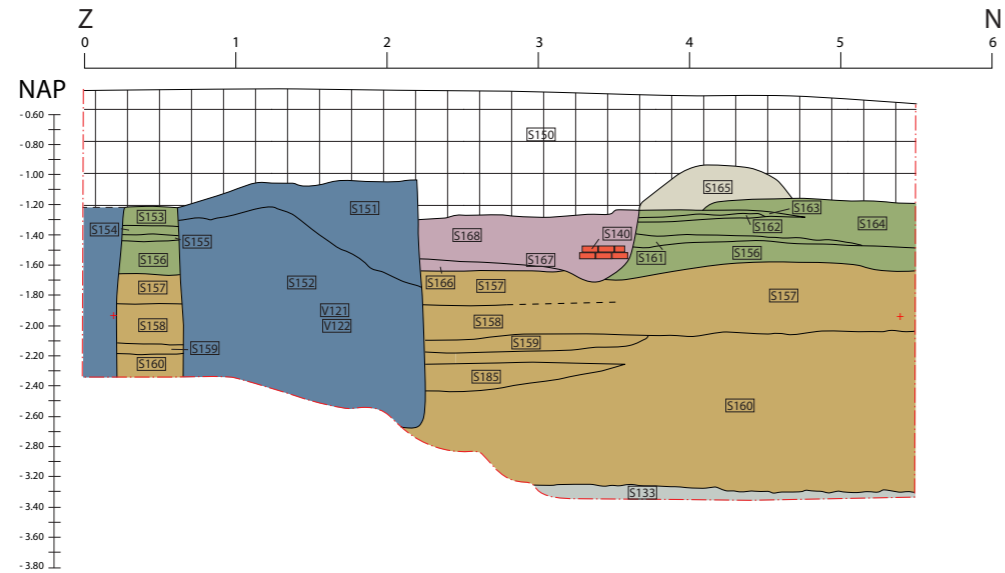 Z N
0 1 2 3 4 5 6
NAP
- 0.60
- 0.80
- 1.00
- 1.20
- 1.40
- 1.60
- 1.80
- 2.00
- 2.20
- 2.40
- 2.60
- 2.80
- 3.00
- 3.20
- 3.40
- 3.60
- 3.80
S150
S165
S151
S163
S153
S164
S154
S168
S140
S162
S155
S156
S167
S161
S156
S152
S166
S157
S157
S157
V121
V122
S158
S158
S159
S159
S160
S185
S160
S133